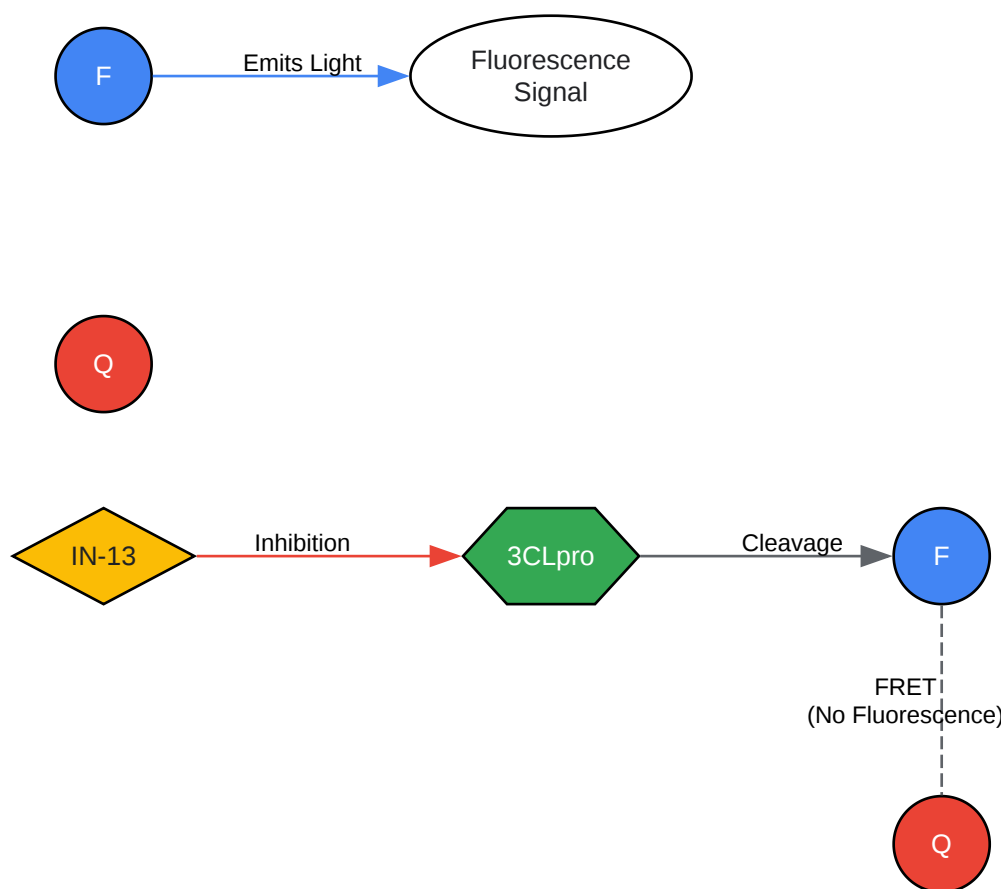 F
Emits Light
Fluorescence
Signal
Q
IN-13
Inhibition
3CLpro
Cleavage
F
FRET
(No Fluorescence)
Q